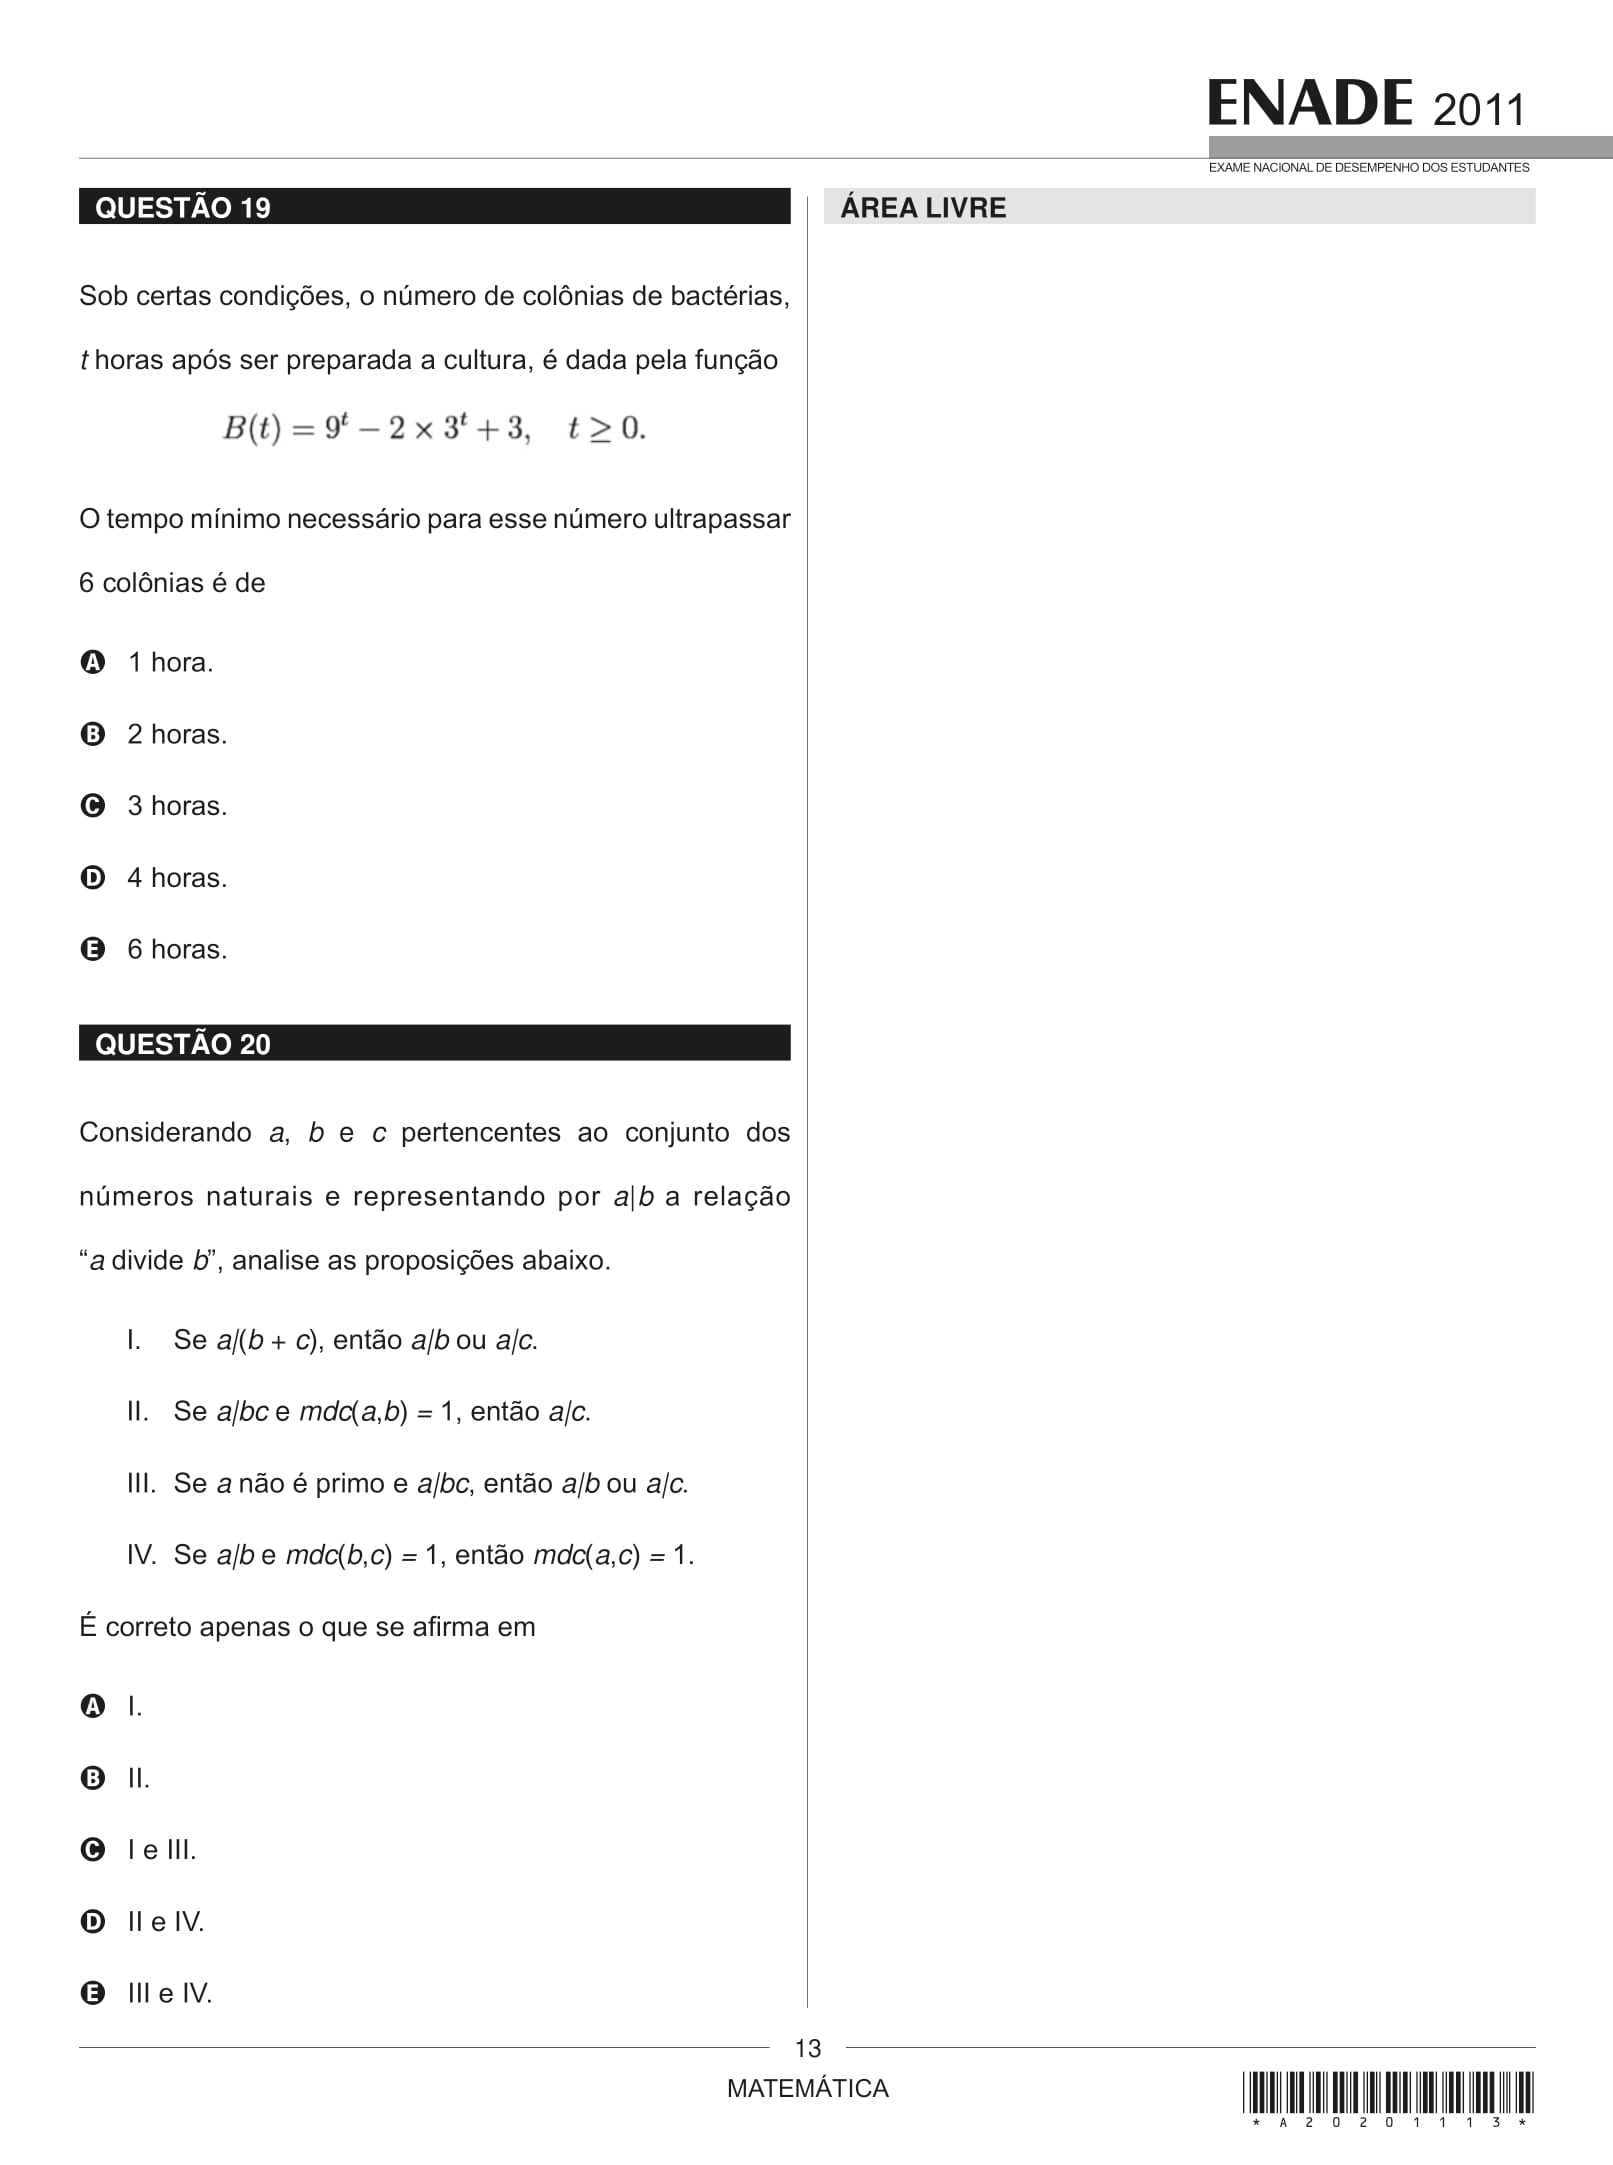 ENADE 2011
EXAME NACIONAL DE DESEMPENHO DOS ESTUDANTES
QUESTÃO 19
Sob certas condições, o número de colônias de bactérias,
t horas após ser preparada a cultura, é dada pela função
B(t) = 9^t − 2 × 3^t + 3, t ≥ 0.
O tempo mínimo necessário para esse número ultrapassar
6 colônias é de
A 1 hora.
B 2 horas.
C 3 horas.
D 4 horas.
E 6 horas.
QUESTÃO 20
Considerando a, b e c pertencentes ao conjunto dos
números naturais e representando por a|b a relação
“a divide b”, analise as proposições abaixo.
I. Se a|(b + c), então a|b ou a|c.
II. Se a|bc e mdc(a,b) = 1, então a|c.
III. Se a não é primo e a|bc, então a|b ou a|c.
IV. Se a|b e mdc(b,c) = 1, então mdc(a,c) = 1.
É correto apenas o que se afirma em
A I.
B II.
C I e III.
D II e IV.
E III e IV.
ÁREA LIVRE
13
MATEMÁTICA
* A 2 0 2 0 1 1 1 3 *